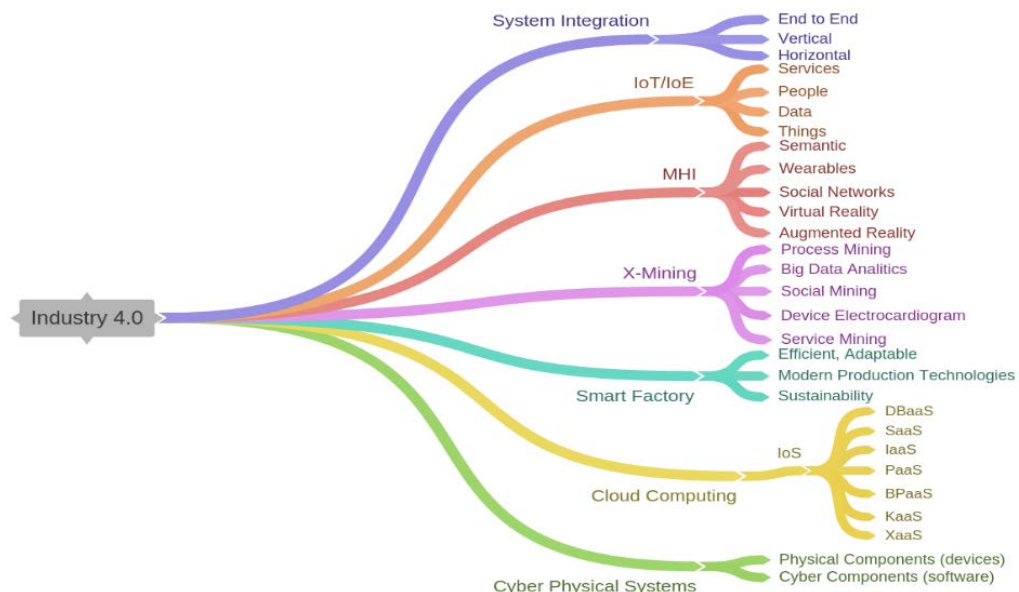 Industry 4.0
System Integration
End to End
Vertical
Horizontal
IoT/IoE
Services
People
Data
Things
MHI
Semantic
Wearables
Social Networks
Virtual Reality
Augmented Reality
X-Mining
Process Mining
Big Data Analitics
Social Mining
Device Electrocardiogram
Service Mining
Smart Factory
Efficient, Adaptable
Modern Production Technologies
Sustainability
Cloud Computing
IoS
DBaaS
SaaS
IaaS
PaaS
BPaaS
KaaS
XaaS
Cyber Physical Systems
Physical Components (devices)
Cyber Components (software)